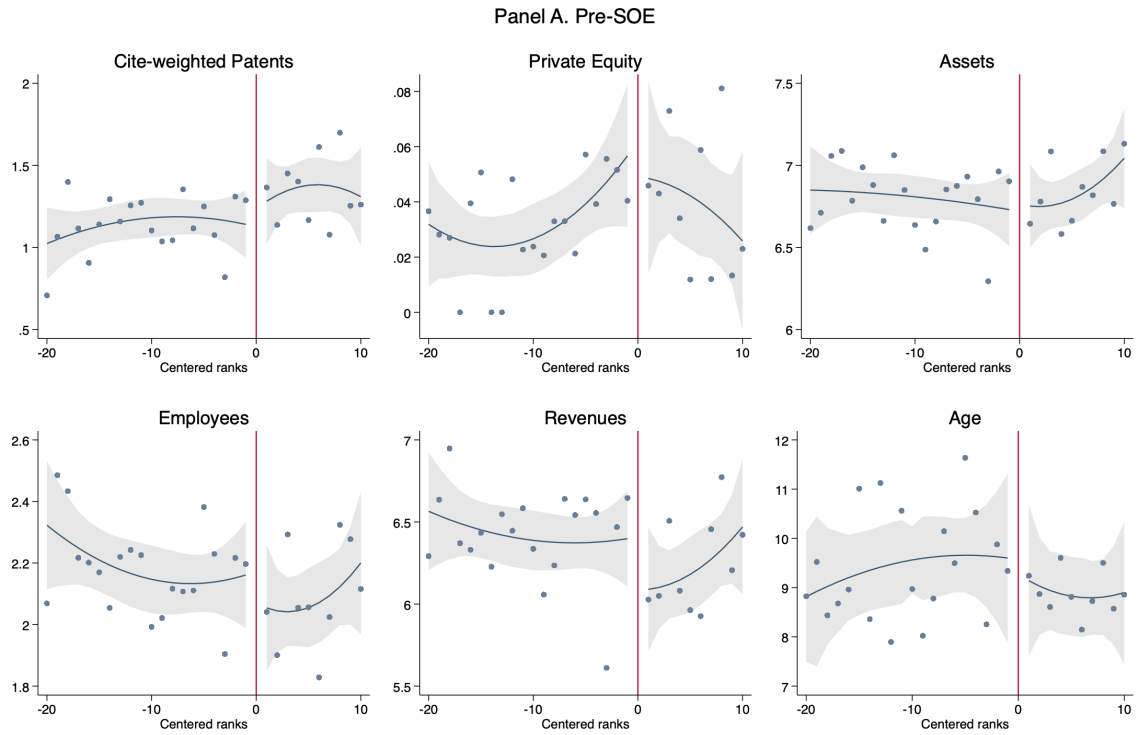 Panel A. Pre-SOE
Cite-weighted Patents
2
1.5
1
.5
-20 -10 0 10
Centered ranks
Private Equity
.08
.06
.04
.02
0
-20 -10 0 10
Centered ranks
Assets
7.5
7
6.5
6
-20 -10 0 10
Centered ranks
Employees
2.6
2.4
2.2
2
1.8
-20 -10 0 10
Centered ranks
Revenues
7
6.5
6
5.5
-20 -10 0 10
Centered ranks
Age
12
11
10
9
8
7
-20 -10 0 10
Centered ranks